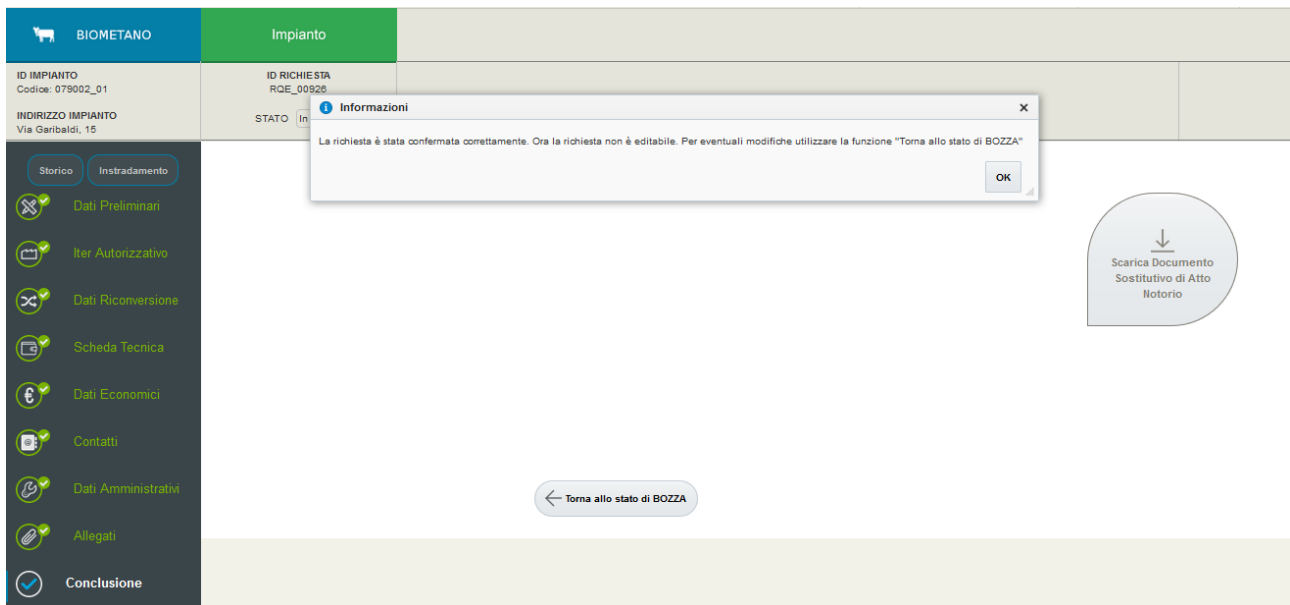 BIOMETANO
Impianto
ID IMPIANTO
Codice: 079002_01
INDIRIZZO IMPIANTO
Via Garibaldi, 15
ID RICHIESTA
RQE_00926
STATO In
Informazioni
La richiesta è stata confermata correttamente. Ora la richiesta non è editabile. Per eventuali modifiche utilizzare la funzione "Torna allo stato di BOZZA"
OK
Storico
Instradamento
Dati Preliminari
Iter Autorizzativo
Dati Riconversione
Scheda Tecnica
Dati Economici
Contatti
Dati Amministrativi
Allegati
Conclusione
Scarica Documento
Sostitutivo di Atto
Notorio
Torna allo stato di BOZZA